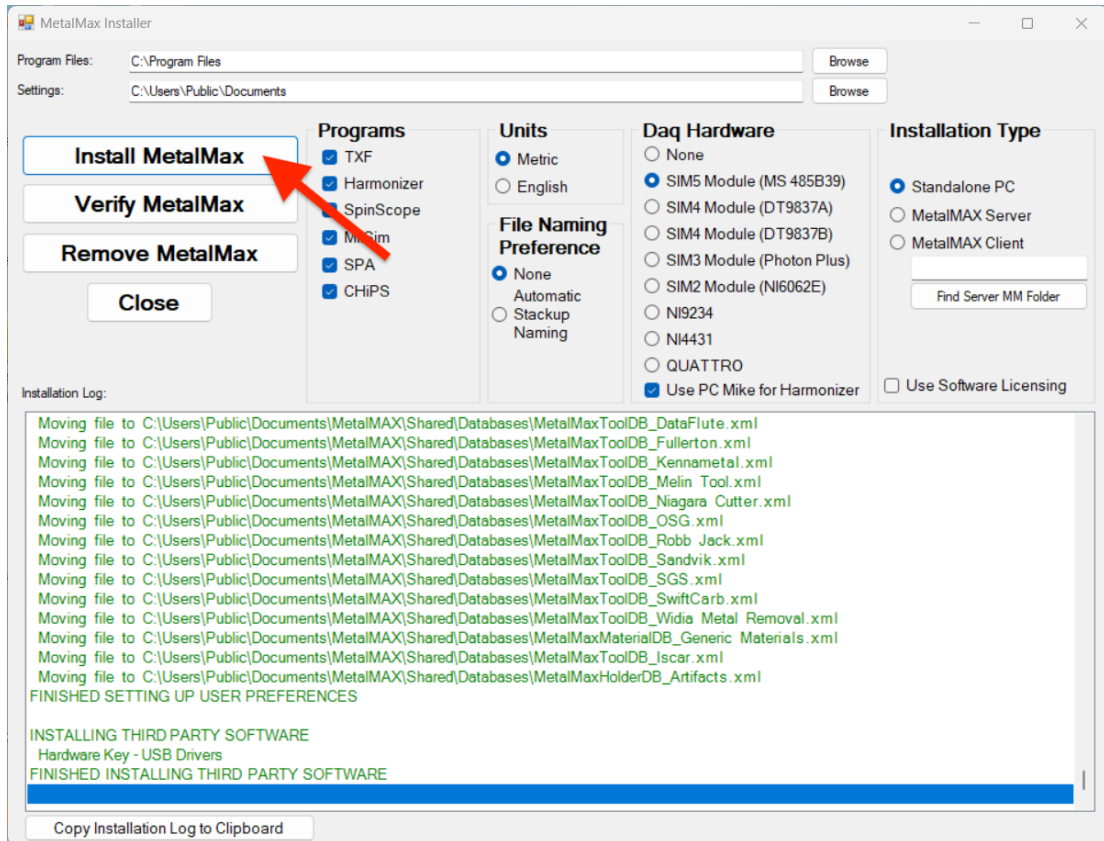 MetalMax Installer
Program Files:
C:\Program Files
Browse
Settings:
C:\Users\Public\Documents
Browse
Install MetalMax
Verify MetalMax
Remove MetalMax
Close
Programs
TXF
Harmonizer
SpinScope
SPA
CHiPS
Units
Metric
English
File Naming
Preference
None
Automatic
Stackup
Naming
Daq Hardware
None
SIM5 Module (MS 485B39)
SIM4 Module (DT9837A)
SIM4 Module (DT9837B)
SIM3 Module (Photon Plus)
SIM2 Module (NI6062E)
NI9234
NI4431
QUATTRO
Use PC Mike for Harmonizer
Installation Type
Standalone PC
MetalMAX Server
MetalMAX Client
Find Server MM Folder
Use Software Licensing
Installation Log:
Moving file to C:\Users\Public\Documents\MetalMAX\Shared\Databases\MetalMaxToolDB_DataFlute.xml
Moving file to C:\Users\Public\Documents\MetalMAX\Shared\Databases\MetalMaxToolDB_Fullerton.xml
Moving file to C:\Users\Public\Documents\MetalMAX\Shared\Databases\MetalMaxToolDB_Kennametal.xml
Moving file to C:\Users\Public\Documents\MetalMAX\Shared\Databases\MetalMaxToolDB_Melin Tool.xml
Moving file to C:\Users\Public\Documents\MetalMAX\Shared\Databases\MetalMaxToolDB_Niagara Cutter.xml
Moving file to C:\Users\Public\Documents\MetalMAX\Shared\Databases\MetalMaxToolDB_OSG.xml
Moving file to C:\Users\Public\Documents\MetalMAX\Shared\Databases\MetalMaxToolDB_Robb Jack.xml
Moving file to C:\Users\Public\Documents\MetalMAX\Shared\Databases\MetalMaxToolDB_Sandvik.xml
Moving file to C:\Users\Public\Documents\MetalMAX\Shared\Databases\MetalMaxToolDB_SGS.xml
Moving file to C:\Users\Public\Documents\MetalMAX\Shared\Databases\MetalMaxToolDB_SwiftCarb.xml
Moving file to C:\Users\Public\Documents\MetalMAX\Shared\Databases\MetalMaxToolDB_Widia Metal Removal.xml
Moving file to C:\Users\Public\Documents\MetalMAX\Shared\Databases\MetalMaxMaterialDB_Generic Materials.xml
Moving file to C:\Users\Public\Documents\MetalMAX\Shared\Databases\MetalMaxToolDB_Iscar.xml
Moving file to C:\Users\Public\Documents\MetalMAX\Shared\Databases\MetalMaxHolderDB_Artifacts.xml
FINISHED SETTING UP USER PREFERENCES
INSTALLING THIRD PARTY SOFTWARE
Hardware Key - USB Drivers
FINISHED INSTALLING THIRD PARTY SOFTWARE
Copy Installation Log to Clipboard